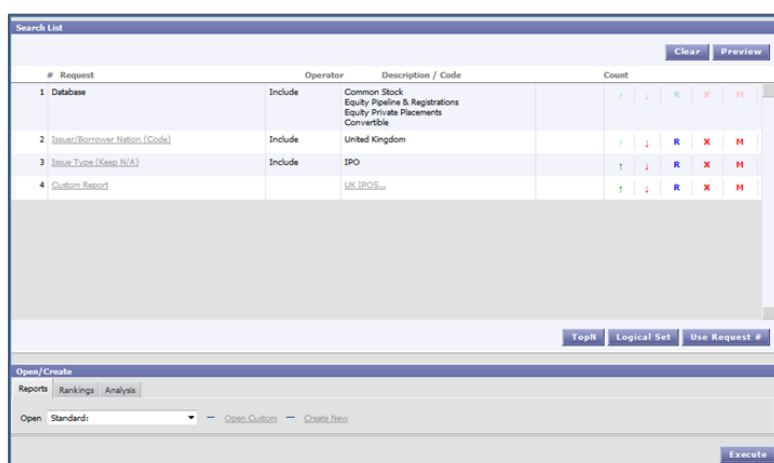 Search List
Clear Preview
# Request Operator Description / Code Count
1 Database Include Common Stock
Equity Pipeline & Registrations
Equity Private Placements
Convertible
↑ ↓ R X M
2 Issuer/Borrower Nation (Code) Include United Kingdom ↑ ↓ R X M
3 Issue Type (Keep N/A) Include IPO ↑ ↓ R X M
4 Custom Report UK IPOS... ↑ ↓ R X M
TopN Logical Set Use Request #
Open/Create
Reports Rankings Analysis
Open Standard: — Open Custom — Create New
Execute